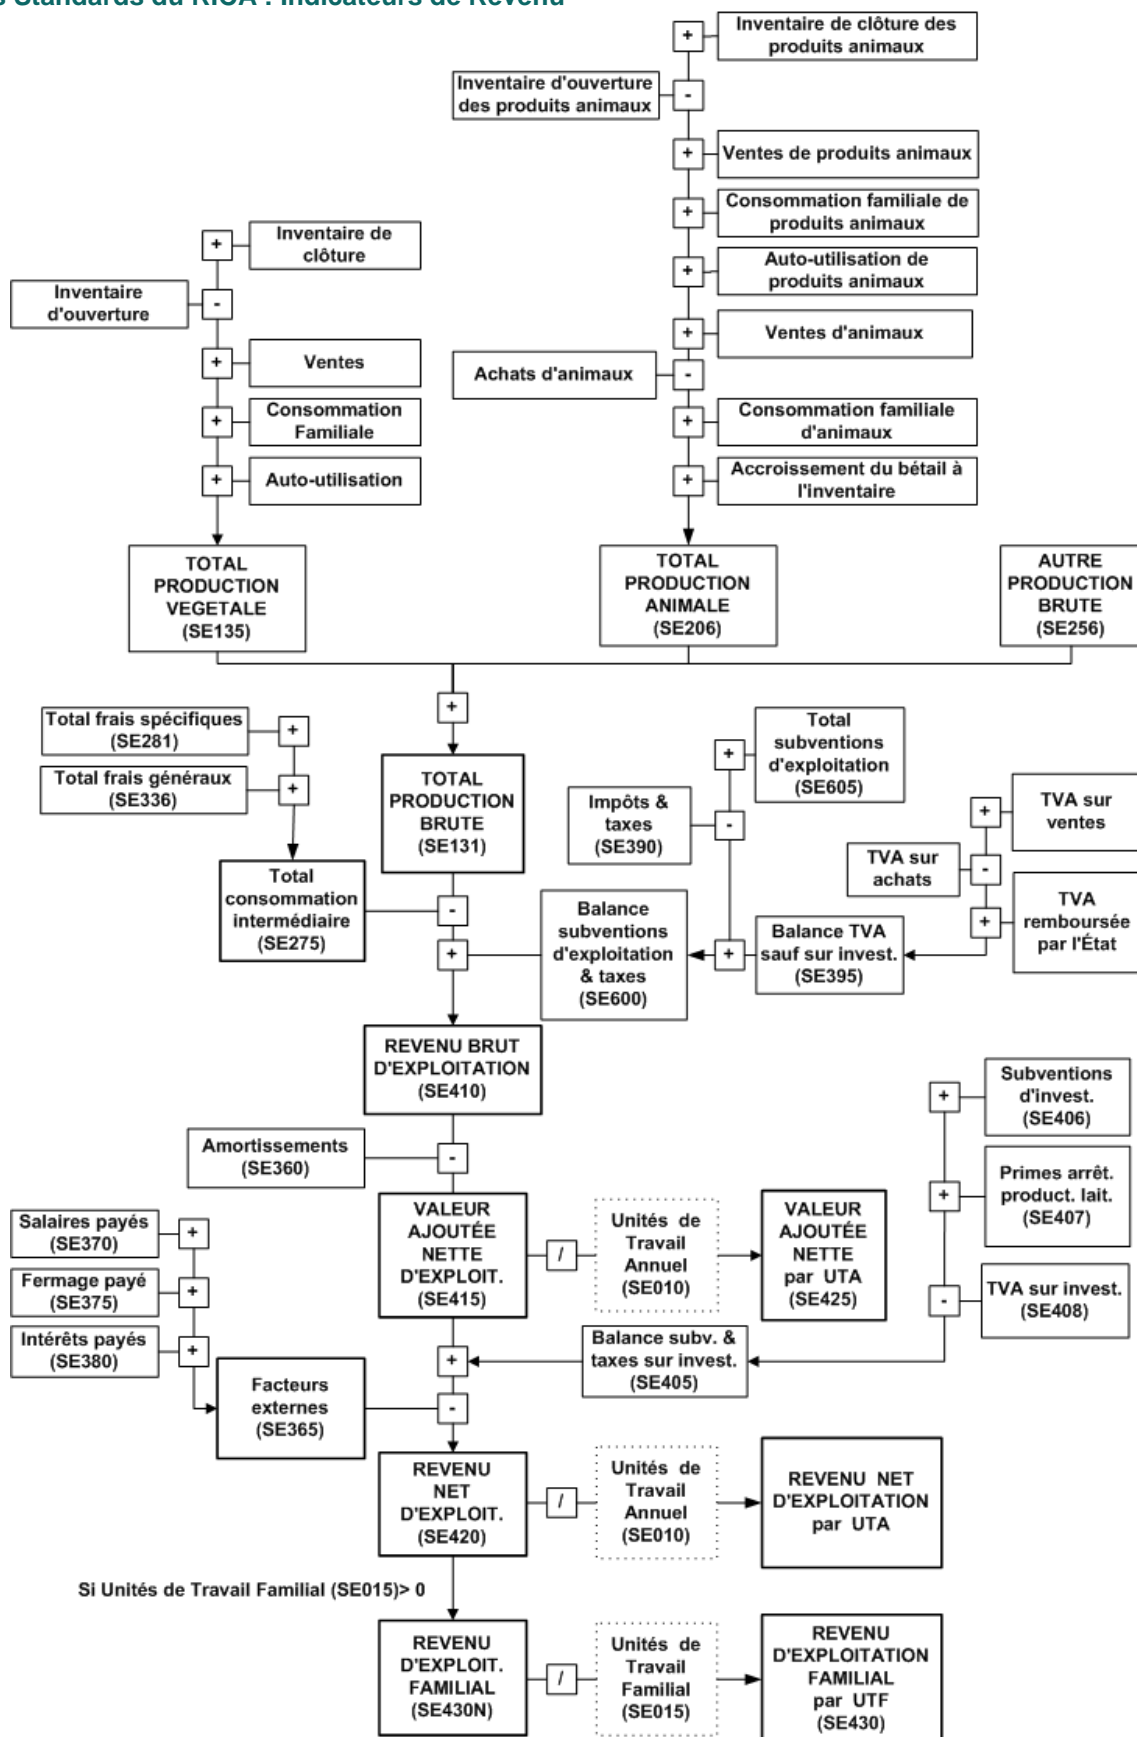 s Standards du RICA : Indicateurs de Revenu
+
Inventaire de clôture des
produits animaux
Inventaire d'ouverture
des produits animaux
-
+
Ventes de produits animaux
+
Consommation familiale de
produits animaux
+
Inventaire de
clôture
+
Auto-utilisation de
produits animaux
Inventaire
d'ouverture
-
+
Ventes d'animaux
+
Ventes
Achats d'animaux
-
+
Consommation
Familiale
+
Consommation familiale
d'animaux
+
Auto-utilisation
+
Accroissement du bétail à
l'inventaire
TOTAL
PRODUCTION
VEGETALE
(SE135)
TOTAL
PRODUCTION
ANIMALE
(SE206)
AUTRE
PRODUCTION
BRUTE
(SE256)
+
Total frais spécifiques
(SE281)
+
Total frais généraux
(SE336)
+
TOTAL
PRODUCTION
BRUTE
(SE131)
+
Total
subventions
d'exploitation
(SE605)
Impôts &
taxes
(SE390)
-
+
TVA sur
ventes
TVA sur
achats
-
+
TVA
remboursée
par l'État
Total
consommation
intermédiaire
(SE275)
-
+
Balance
subventions
d'exploitation
& taxes
(SE600)
+
Balance TVA
sauf sur invest.
(SE395)
REVENU BRUT
D'EXPLOITATION
(SE410)
Amortissements
(SE360)
-
+
Subventions
d'invest.
(SE406)
+
Primes arrêt.
product. lait.
(SE407)
-
TVA sur invest.
(SE408)
Salaires payés
(SE370)
+
Fermage payé
(SE375)
+
Intérêts payés
(SE380)
+
VALEUR
AJOUTÉE
NETTE
D'EXPLOIT.
(SE415)
/
Unités de
Travail
Annuel
(SE010)
VALEUR
AJOUTÉE
NETTE
par UTA
(SE425)
+
Balance subv. &
taxes sur invest.
(SE405)
Facteurs
externes
(SE365)
-
REVENU
NET
D'EXPLOIT.
(SE420)
/
Unités de
Travail
Annuel
(SE010)
REVENU NET
D'EXPLOITATION
par UTA
Si Unités de Travail Familial (SE015)> 0
REVENU
D'EXPLOIT.
FAMILIAL
(SE430N)
/
Unités de
Travail
Familial
(SE015)
REVENU
D'EXPLOITATION
FAMILIAL
par UTF
(SE430)